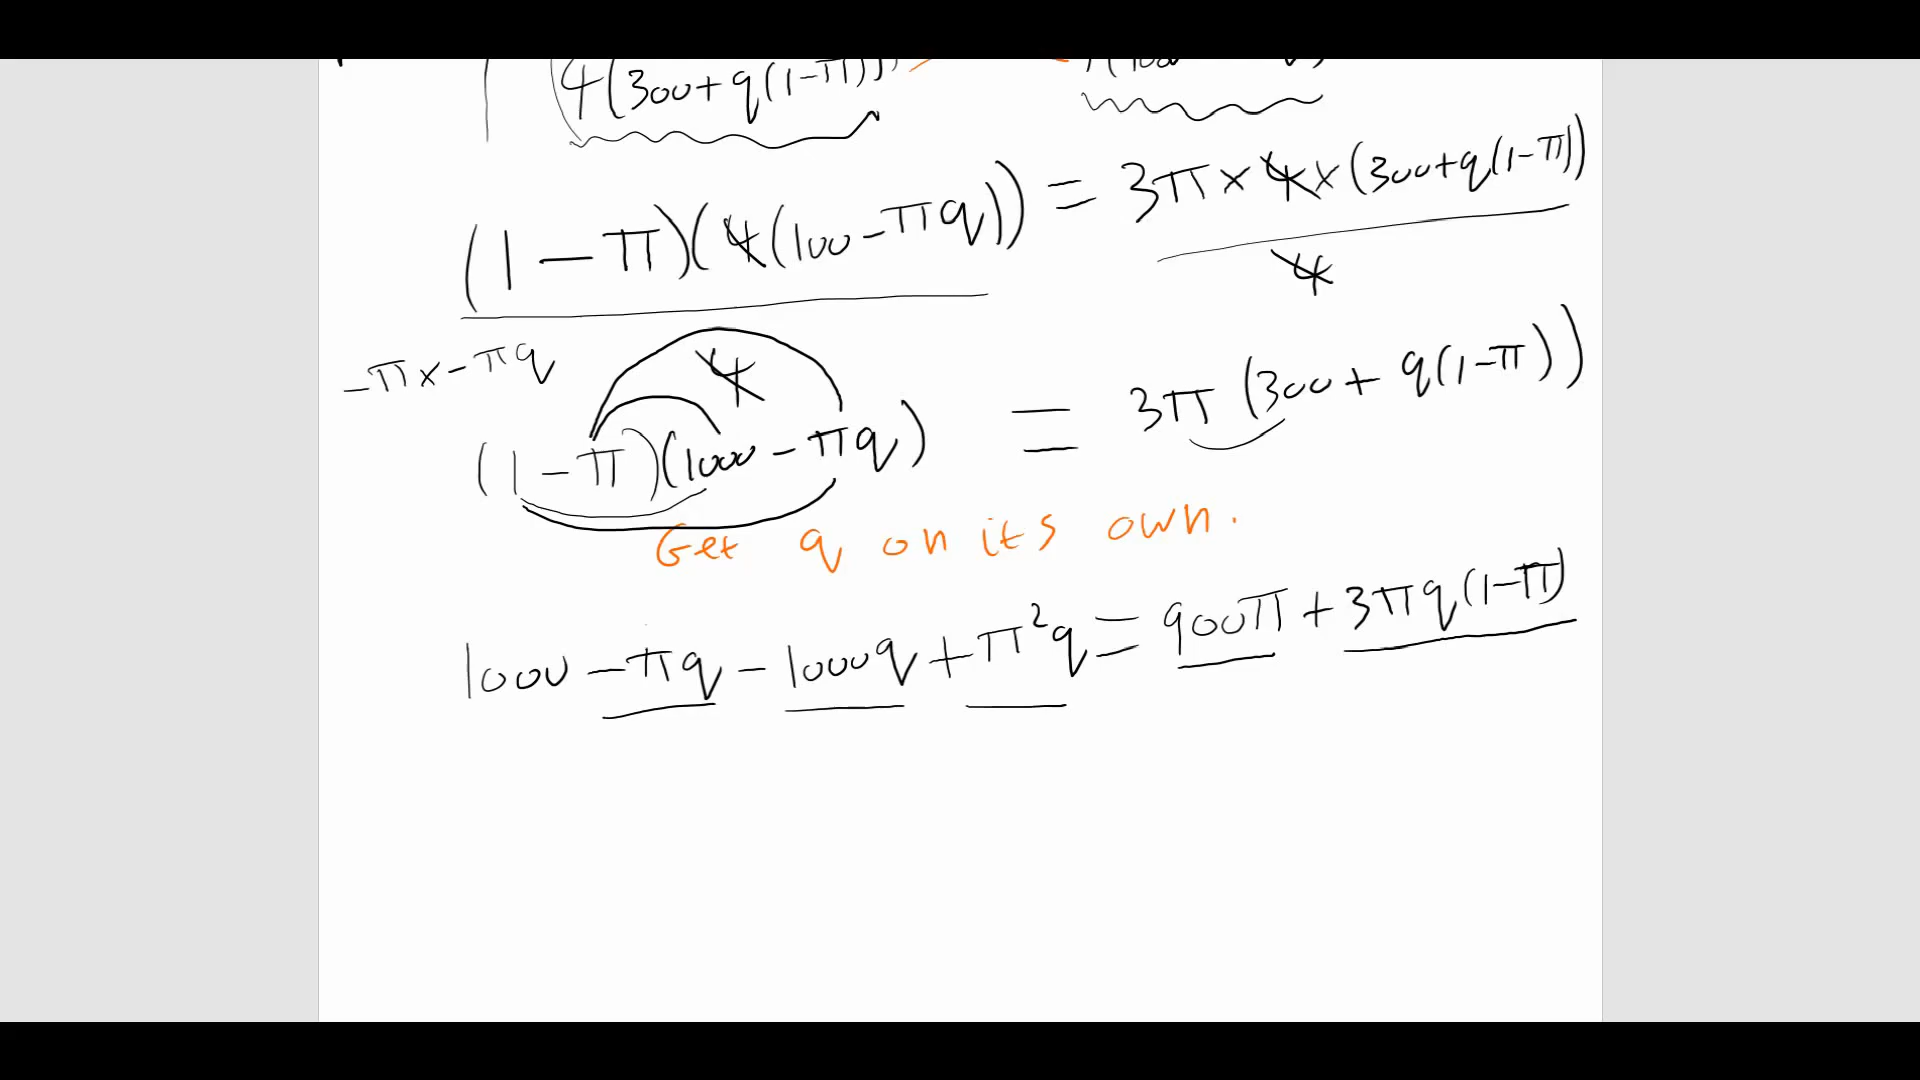 4(300+q(1-π))
(1-π)(4(100-πq)) = 3π×4×(300+q(1-π))
4
4
-π×-πq
(1-π)(1000-πq) = 3π(300+q(1-π))
Get q on its own.
1000-πq-1000q+π²q=900π+3πq(1-π)